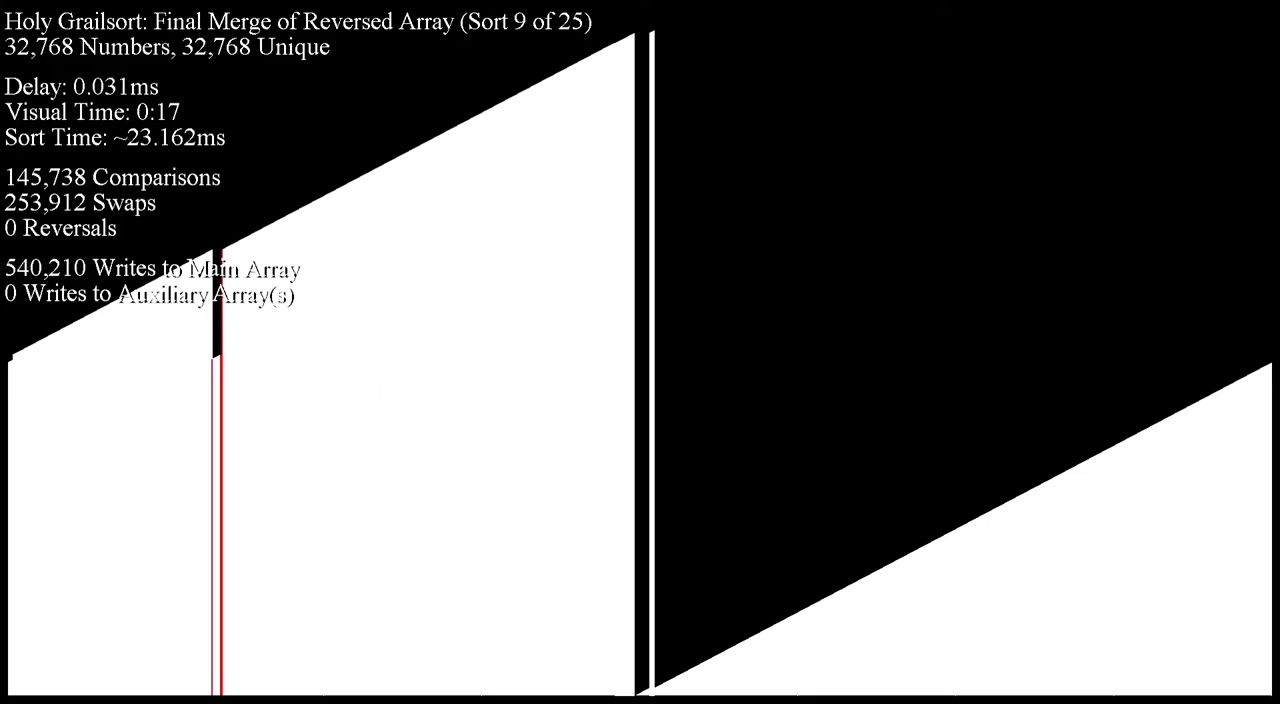 Holy Grailsort: Final Merge of Reversed Array (Sort 9 of 25)
32,768 Numbers, 32,768 Unique
Delay: 0.031ms
Visual Time: 0:17
Sort Time: ~23.162ms
145,738 Comparisons
253,912 Swaps
0 Reversals
540,210 Writes to Main Array
0 Writes to Auxiliary Array(s)